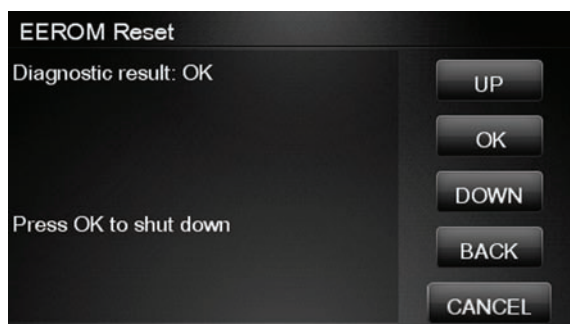 EEROM Reset
Diagnostic result: OK
UP
OK
DOWN
Press OK to shut down
BACK
CANCEL